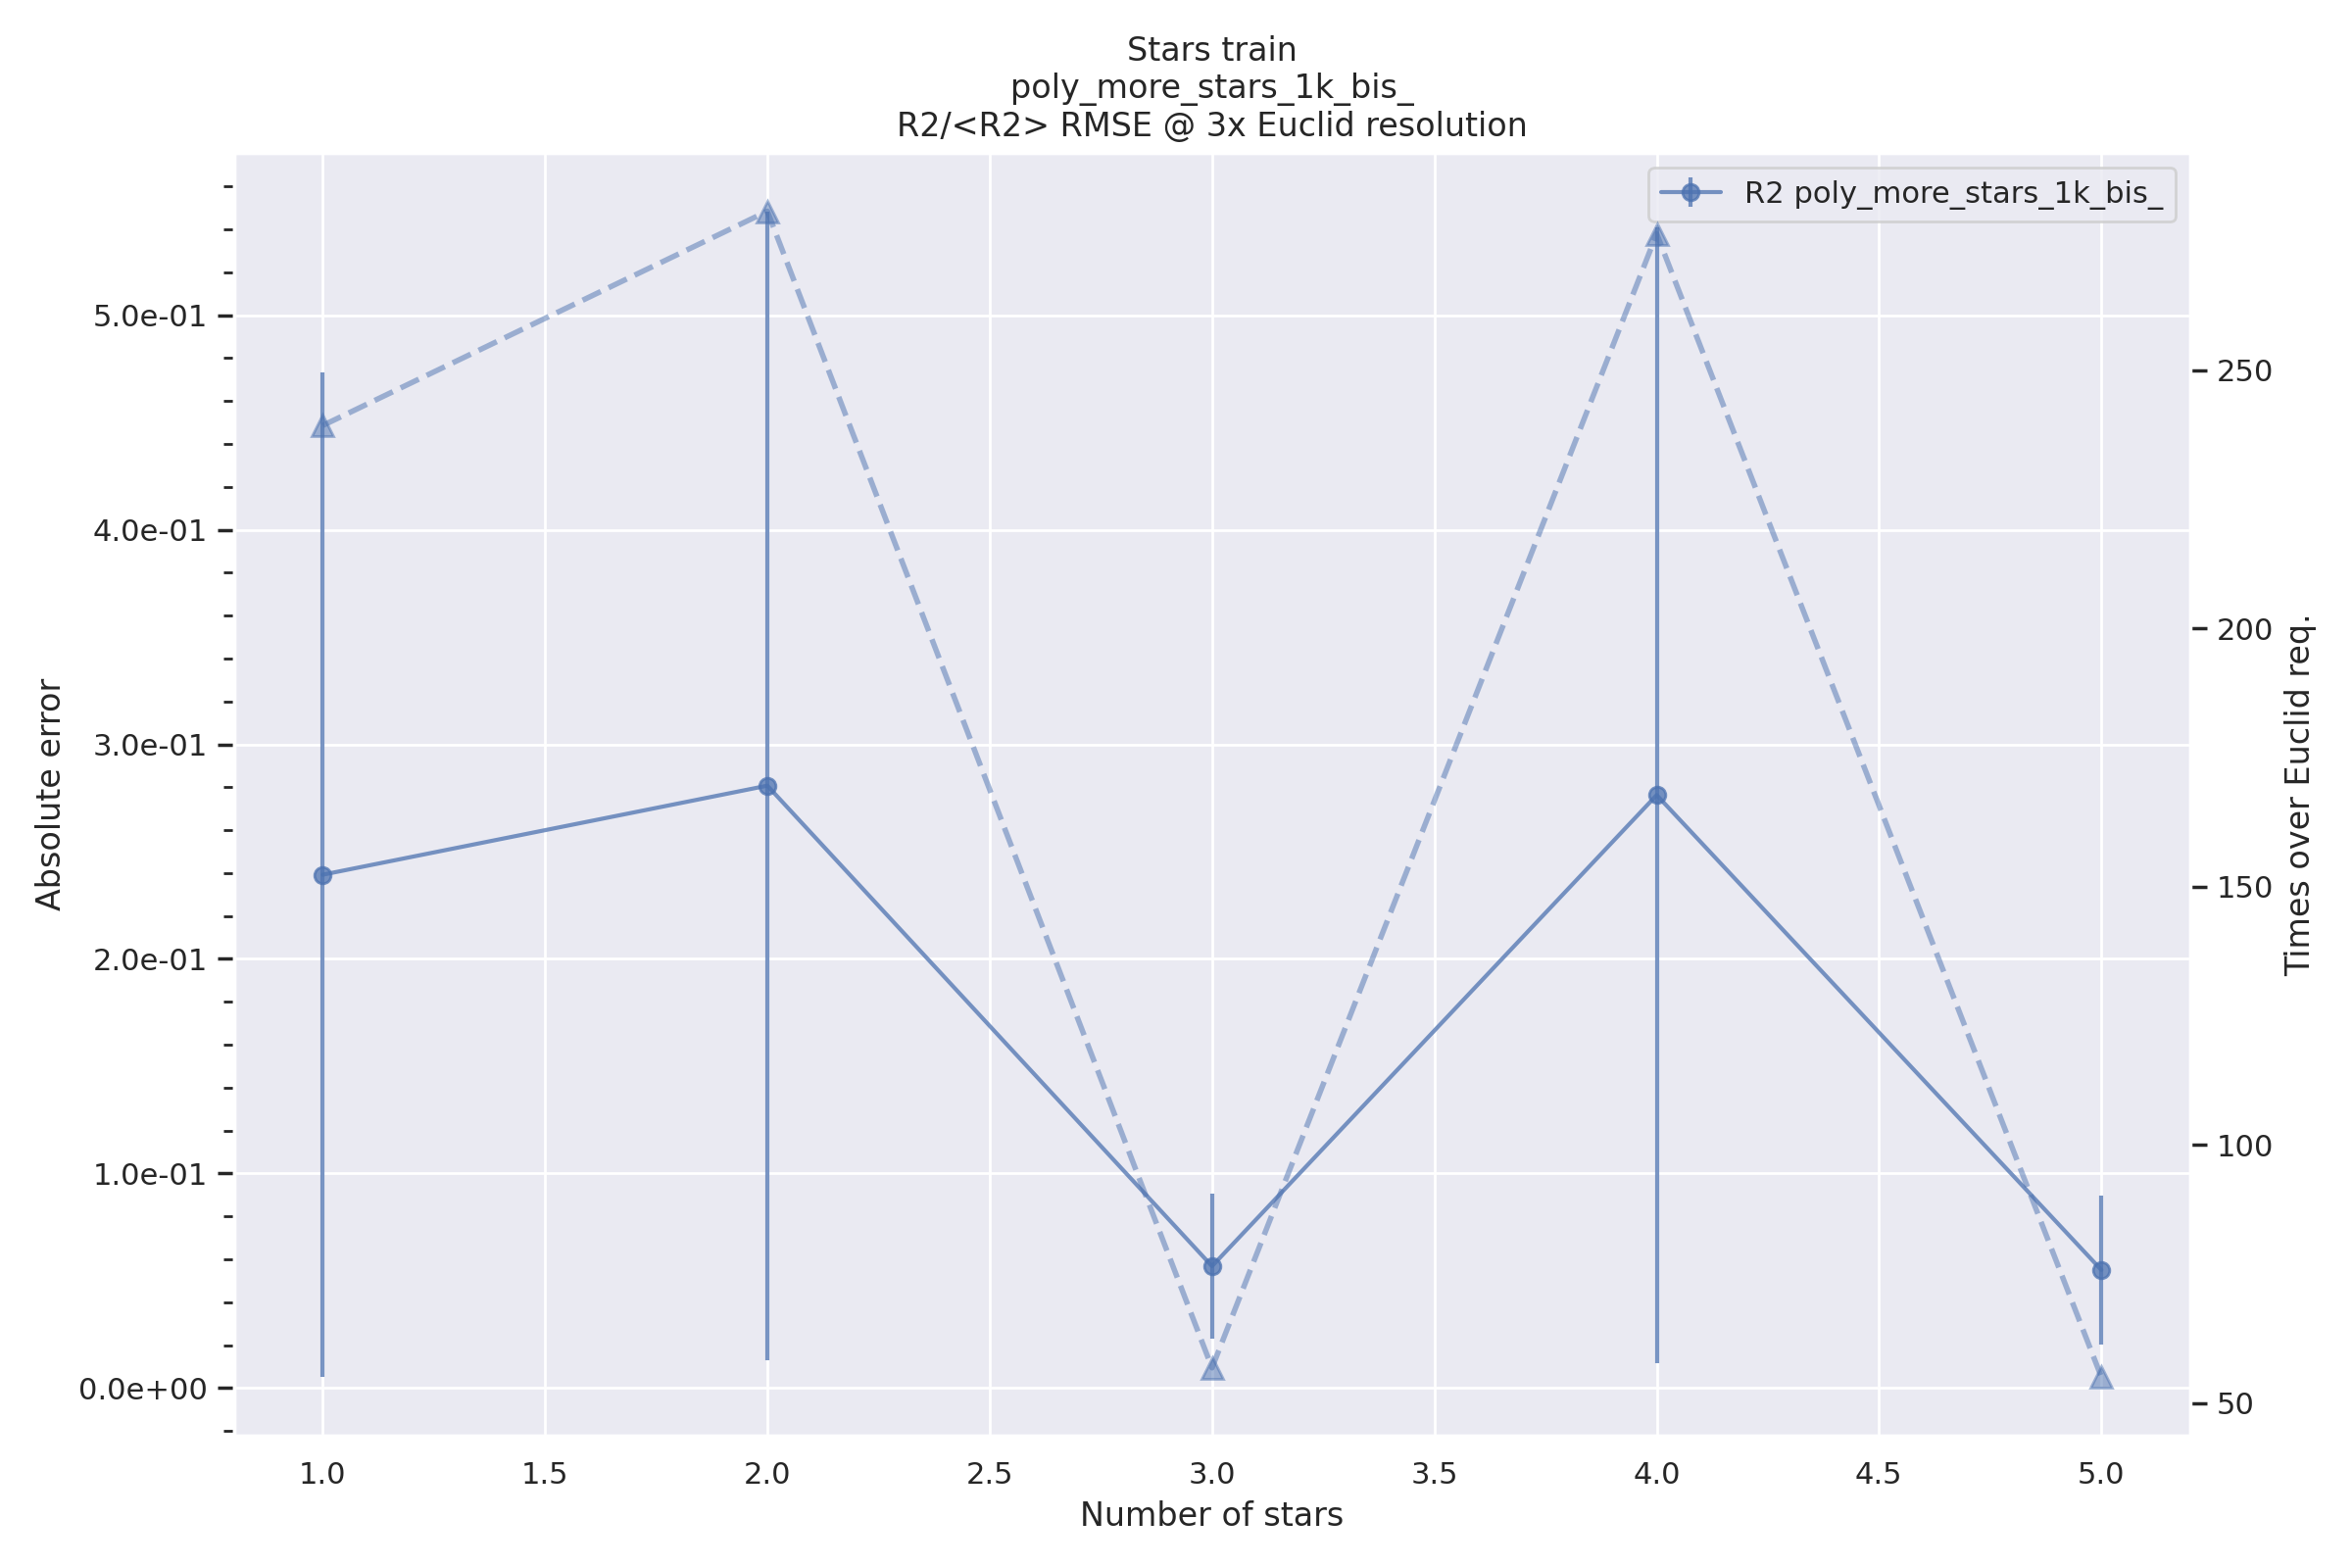 Stars train
poly_more_stars_1k_bis_
R2/<R2> RMSE @ 3x Euclid resolution
R2 poly_more_stars_1k_bis_
Absolute error
5.0e-01
4.0e-01
3.0e-01
2.0e-01
1.0e-01
0.0e+00
250
200
150
100
50
Times over Euclid req.
1.0 1.5 2.0 2.5 3.0 3.5 4.0 4.5 5.0
Number of stars